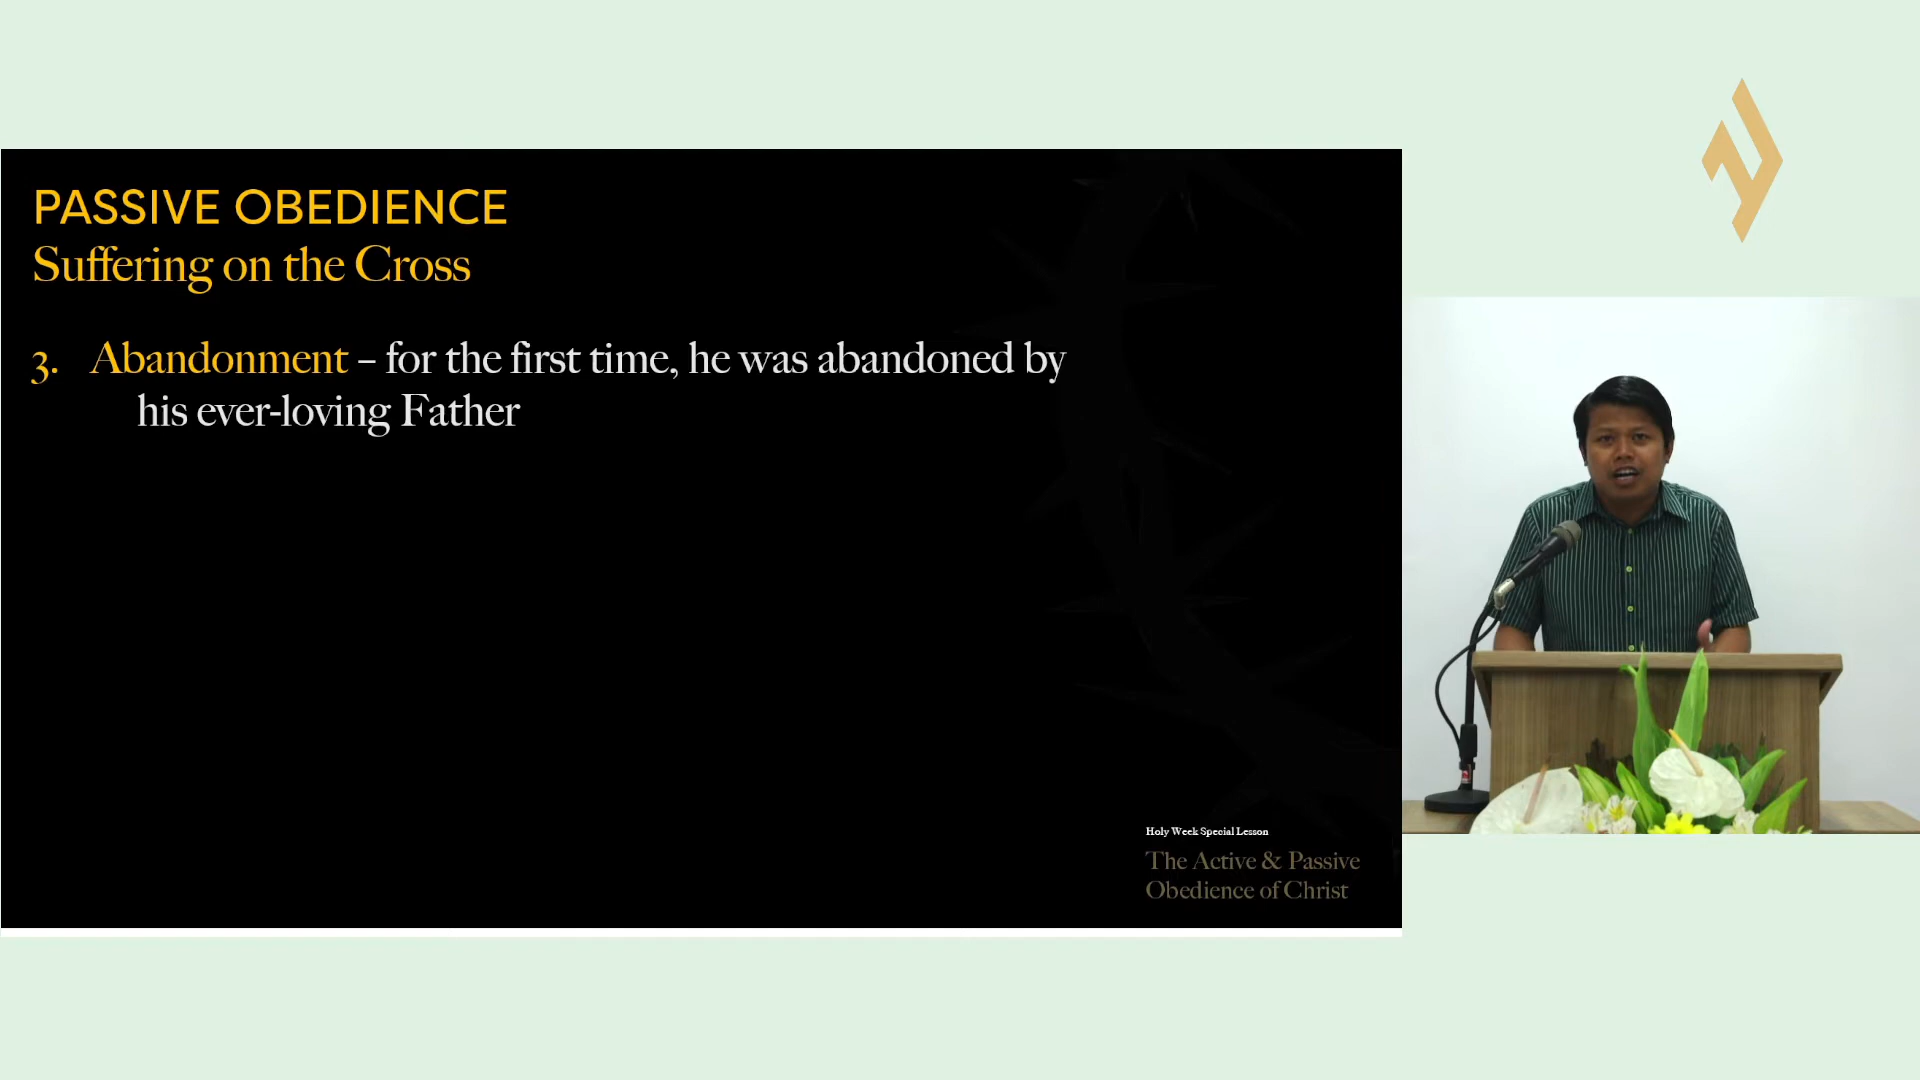 PASSIVE OBEDIENCE
Suffering on the Cross
3. Abandonment – for the first time, he was abandoned by
his ever-loving Father
Holy Week Special Lesson
The Active & Passive
Obedience of Christ